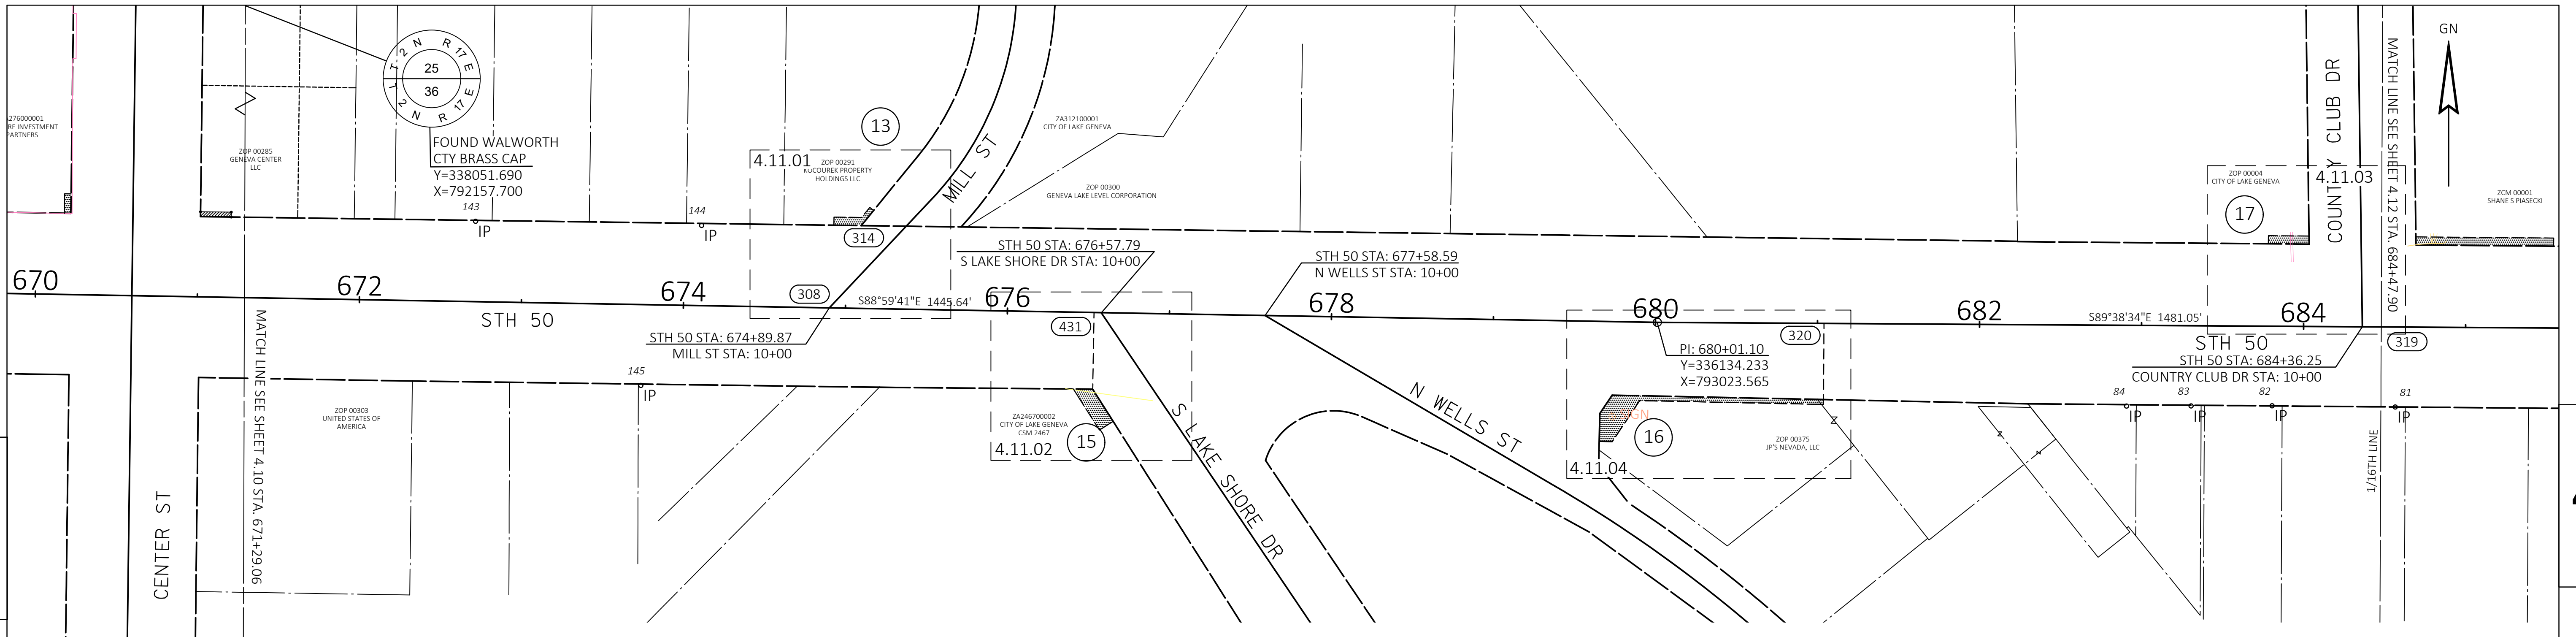 276000001
RE INVESTMENT
PARTNERS
ZOP 00285
GENEVA CENTER
LLC
T 2 N R 17 E
25
36
T 2 N R 17 E
FOUND WALWORTH
CTY BRASS CAP
Y=338051.690
X=792157.700
143
IP
144
IP
13
4.11.01
ZOP 00291
KOCOUREK PROPERTY
HOLDINGS LLC
314
MILL ST
ZA312100001
CITY OF LAKE GENEVA
ZOP 00300
GENEVA LAKE LEVEL CORPORATION
STH 50 STA: 676+57.79
S LAKE SHORE DR STA: 10+00
STH 50 STA: 677+58.59
N WELLS ST STA: 10+00
COUNTY CLUB DR
MATCH LINE SEE SHEET 4.12 STA. 684+47.90
GN
ZOP 00004
CITY OF LAKE GENEVA
4.11.03
17
ZCM 00001
SHANE S PIASECKI
670
672
674
676
678
680
682
684
STH 50
308
S88°59'41"E 1445.64'
STH 50 STA: 674+89.87
MILL ST STA: 10+00
431
320
PI: 680+01.10
Y=336134.233
X=793023.565
S89°38'34"E 1481.05'
STH 50
STH 50 STA: 684+36.25
COUNTRY CLUB DR STA: 10+00
319
CENTER ST
MATCH LINE SEE SHEET 4.10 STA. 671+29.06
ZOP 00303
UNITED STATES OF
AMERICA
145
IP
ZA246700002
CITY OF LAKE GENEVA
CSM 2467
4.11.02
15
S LAKE SHORE DR
N WELLS ST
4.11.04
16
ZOP 00375
JP'S NEVADA, LLC
84
IP
83
IP
82
IP
81
IP
1/16TH LINE